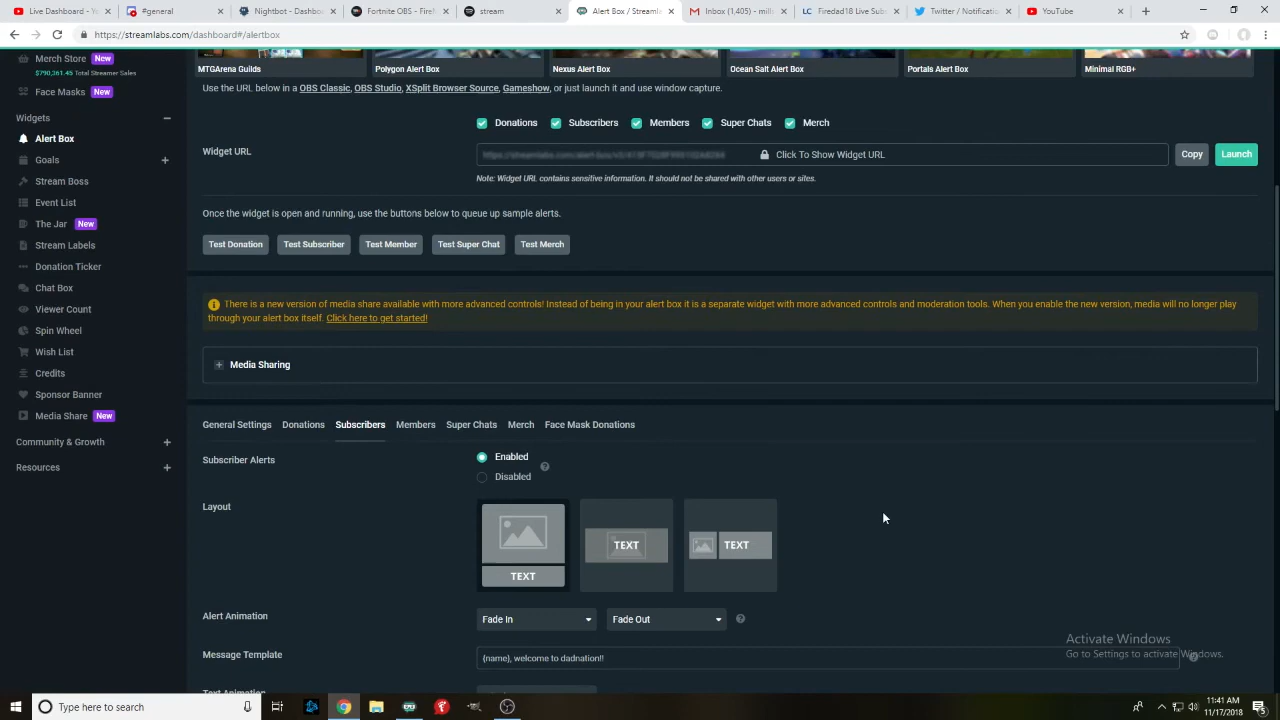 Live Dashboard - Yo
#general
Nightbot - Dashboa
Fortnite OBS - Fire
stream
Alert Box - Streaml
Inbox (1,405) - mills
Firedad18 Live Sub
Twitter / Notificatio
YouTube
https://streamlabs.com/dashboard#/alertbox
Merch Store New
$790,361.45 Total Streamer Sales
Face Masks New
Widgets
Alert Box
Goals
Stream Boss
Event List
The Jar New
Stream Labels
Donation Ticker
Chat Box
Viewer Count
Spin Wheel
Wish List
Credits
Sponsor Banner
Media Share New
Community & Growth
Resources
MTGArena Guilds
Polygon Alert Box
Nexus Alert Box
Ocean Salt Alert Box
Portals Alert Box
Minimal RGB+
Use the URL below in a OBS Classic, OBS Studio, XSplit Browser Source, Gameshow, or just launch it and use window capture.
Donations Subscribers Members Super Chats Merch
Widget URL
Click To Show Widget URL
Copy
Launch
Note: Widget URL contains sensitive information. It should not be shared with other users or sites.
Once the widget is open and running, use the buttons below to queue up sample alerts.
Test Donation Test Subscriber Test Member Test Super Chat Test Merch
There is a new version of media share available with more advanced controls! Instead of being in your alert box it is a separate widget with more advanced controls and moderation tools. When you enable the new version, media will no longer play
through your alert box itself. Click here to get started!
Media Sharing
General Settings Donations Subscribers Members Super Chats Merch Face Mask Donations
Subscriber Alerts
Enabled
Disabled
Layout
TEXT
TEXT
TEXT
Alert Animation
Fade In
Fade Out
Message Template
{name}, welcome to dadnation!!
Text Animation
Activate Windows
Go to Settings to activate Windows.
Type here to search
11:41 AM
11/17/2018